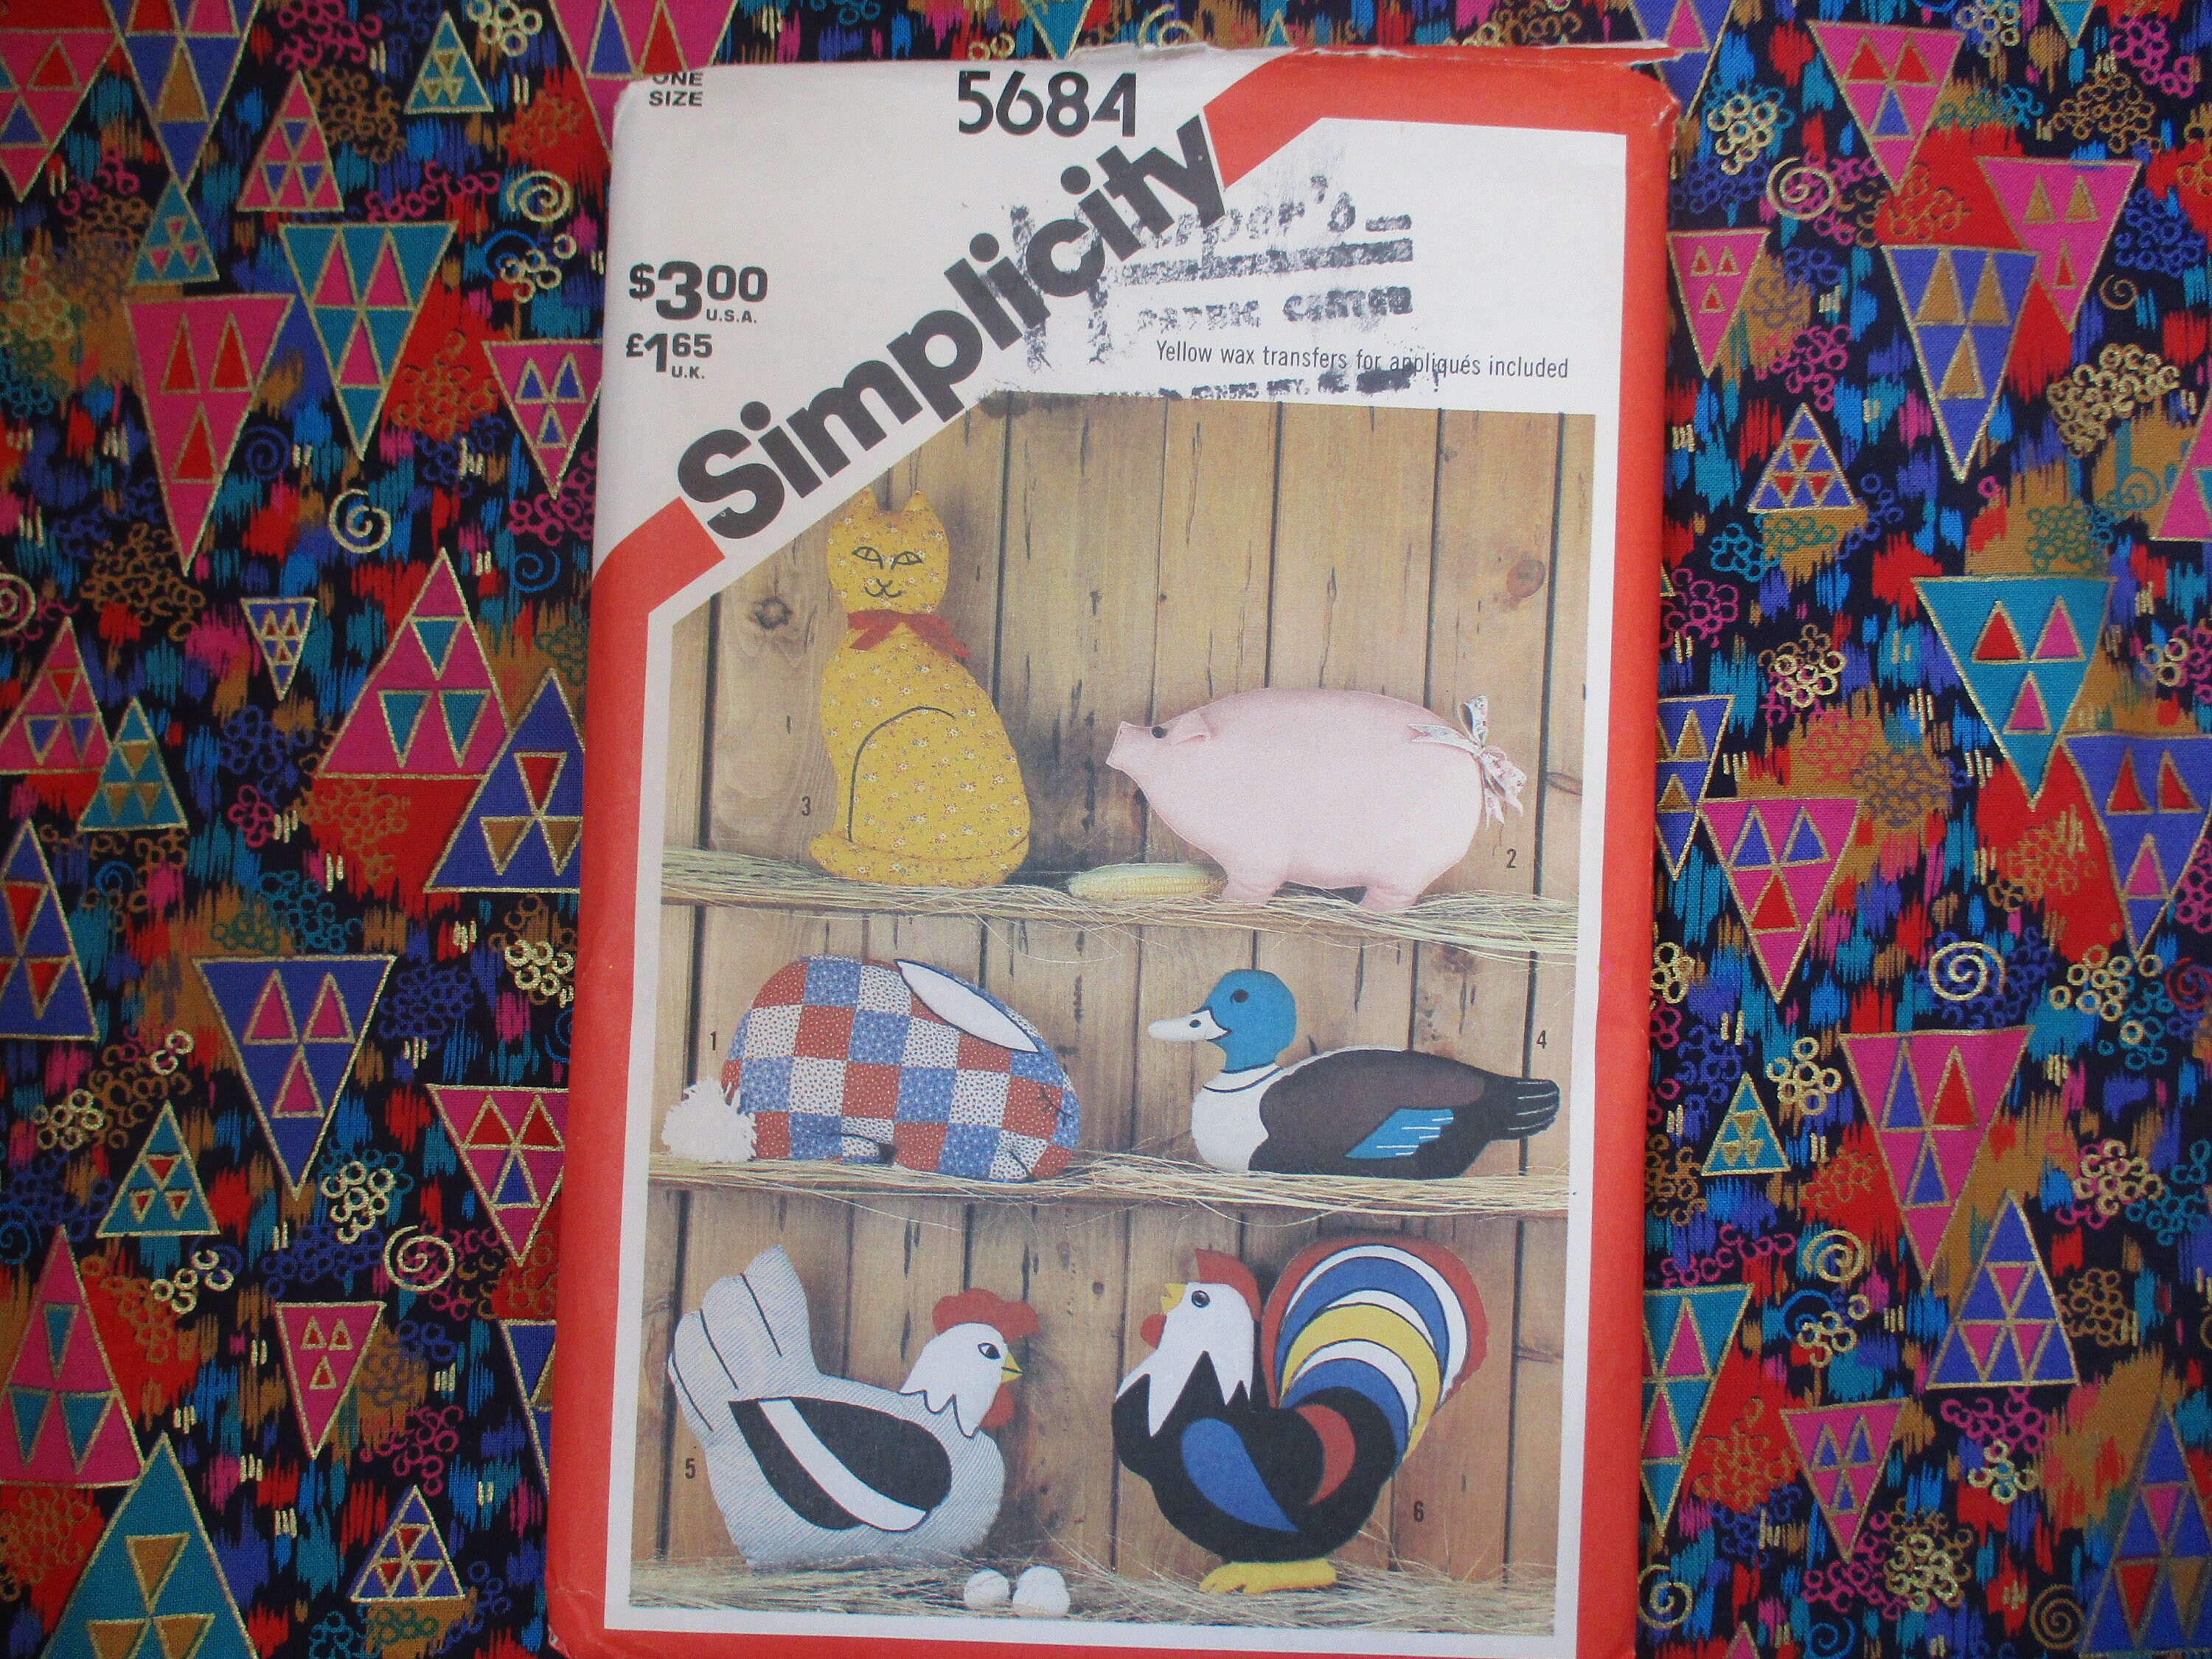 ONE
SIZE
5684
Simplicity
$3.00
U.S.A.
£1.65
U.K.
FABRIC CENTER
Yellow wax transfers for appliqués included
3
2
1
4
5
6